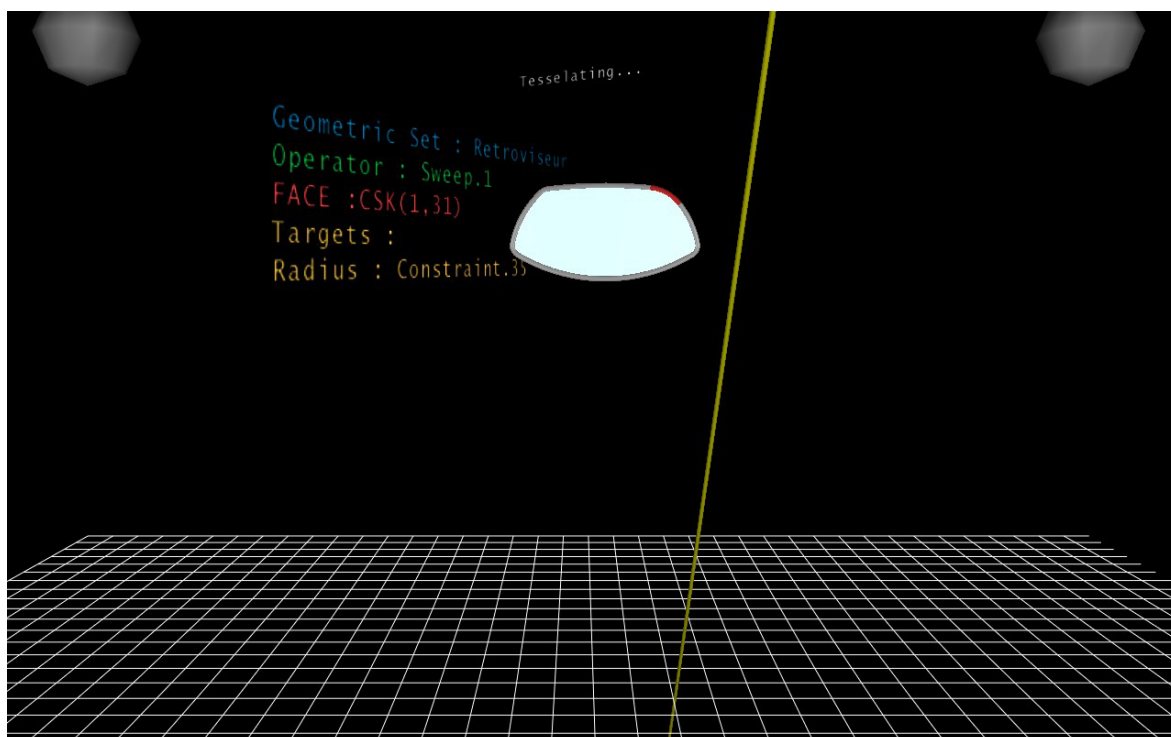 Tesselating...
Geometric Set : Retroviseur
Operator : Sweep.1
FACE :CSK(1,31)
Targets :
Radius : Constraint.35